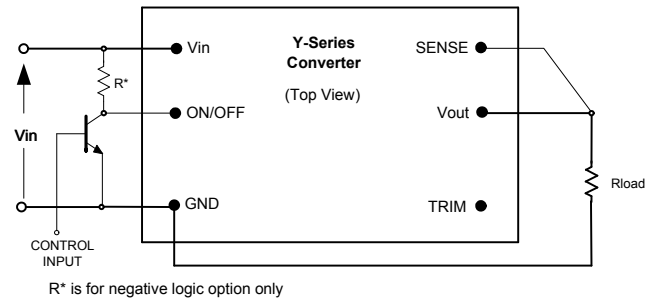 Y-Series
Converter
(Top View)
Vin
SENSE
R*
ON/OFF
Vout
Vin
Rload
GND
TRIM
CONTROL
INPUT
R* is for negative logic option only